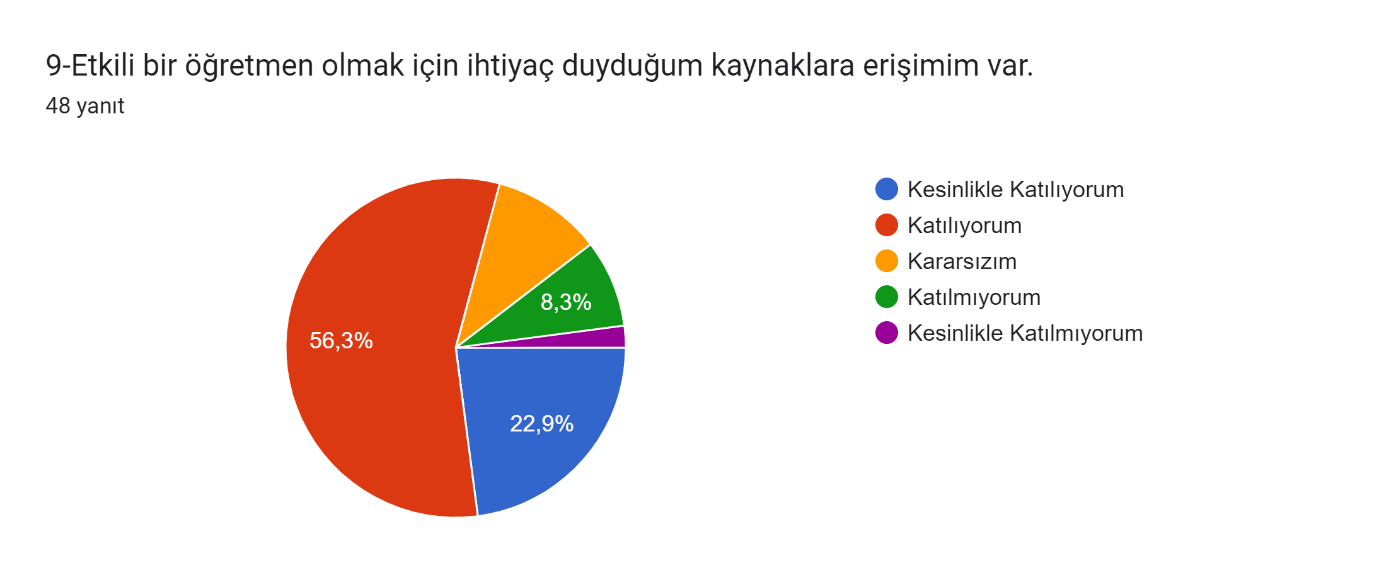 9-Etkili bir öğretmen olmak için ihtiyaç duyduğum kaynaklara erişimim var.
48 yanıt
Kesinlikle Katılıyorum
Katılıyorum
Kararsızım
Katılmıyorum
Kesinlikle Katılmıyorum
8,3%
56,3%
22,9%